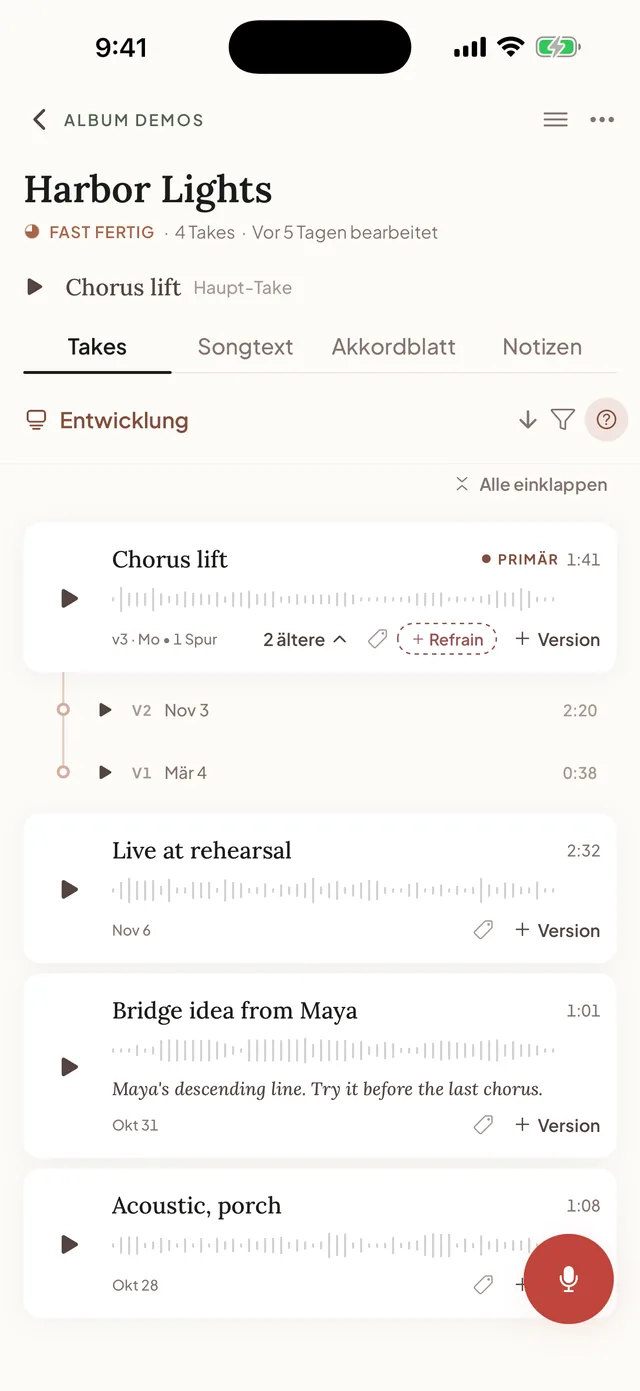 9:41
ALBUM DEMOS
Harbor Lights
FAST FERTIG · 4 Takes · Vor 5 Tagen bearbeitet
Chorus lift Haupt-Take
Takes Songtext Akkordblatt Notizen
Entwicklung
Alle einklappen
Chorus lift PRIMÄR 1:41
v3 · Mo • 1 Spur 2 ältere + Refrain + Version
V2 Nov 3 2:20
V1 Mär 4 0:38
Live at rehearsal 2:32
Nov 6 + Version
Bridge idea from Maya 1:01
Maya's descending line. Try it before the last chorus.
Okt 31 + Version
Acoustic, porch 1:08
Okt 28